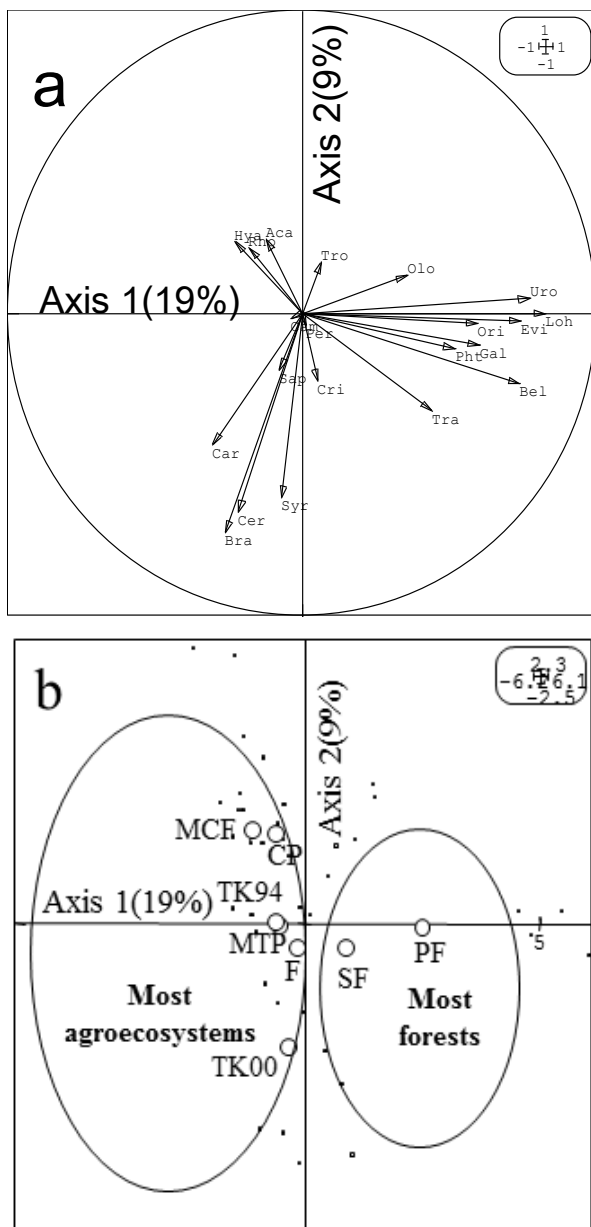 a
1
-1 1
-1
Axis 2(9%)
Hya Rho Aca
Tro
Olo
Axis 1(19%)
Uro
Per
Ori Evi Loh
Pht Gal
Sap
Cri
Bel
Tra
Car
Cer Syr
Bra
b
2.3
-6.1
-2.5
Axis 2(9%)
MCF
CP
TK94
Axis 1(19%)
MTP
F
SF
PF
5
Most
agroecosystems
Most
forests
TK00